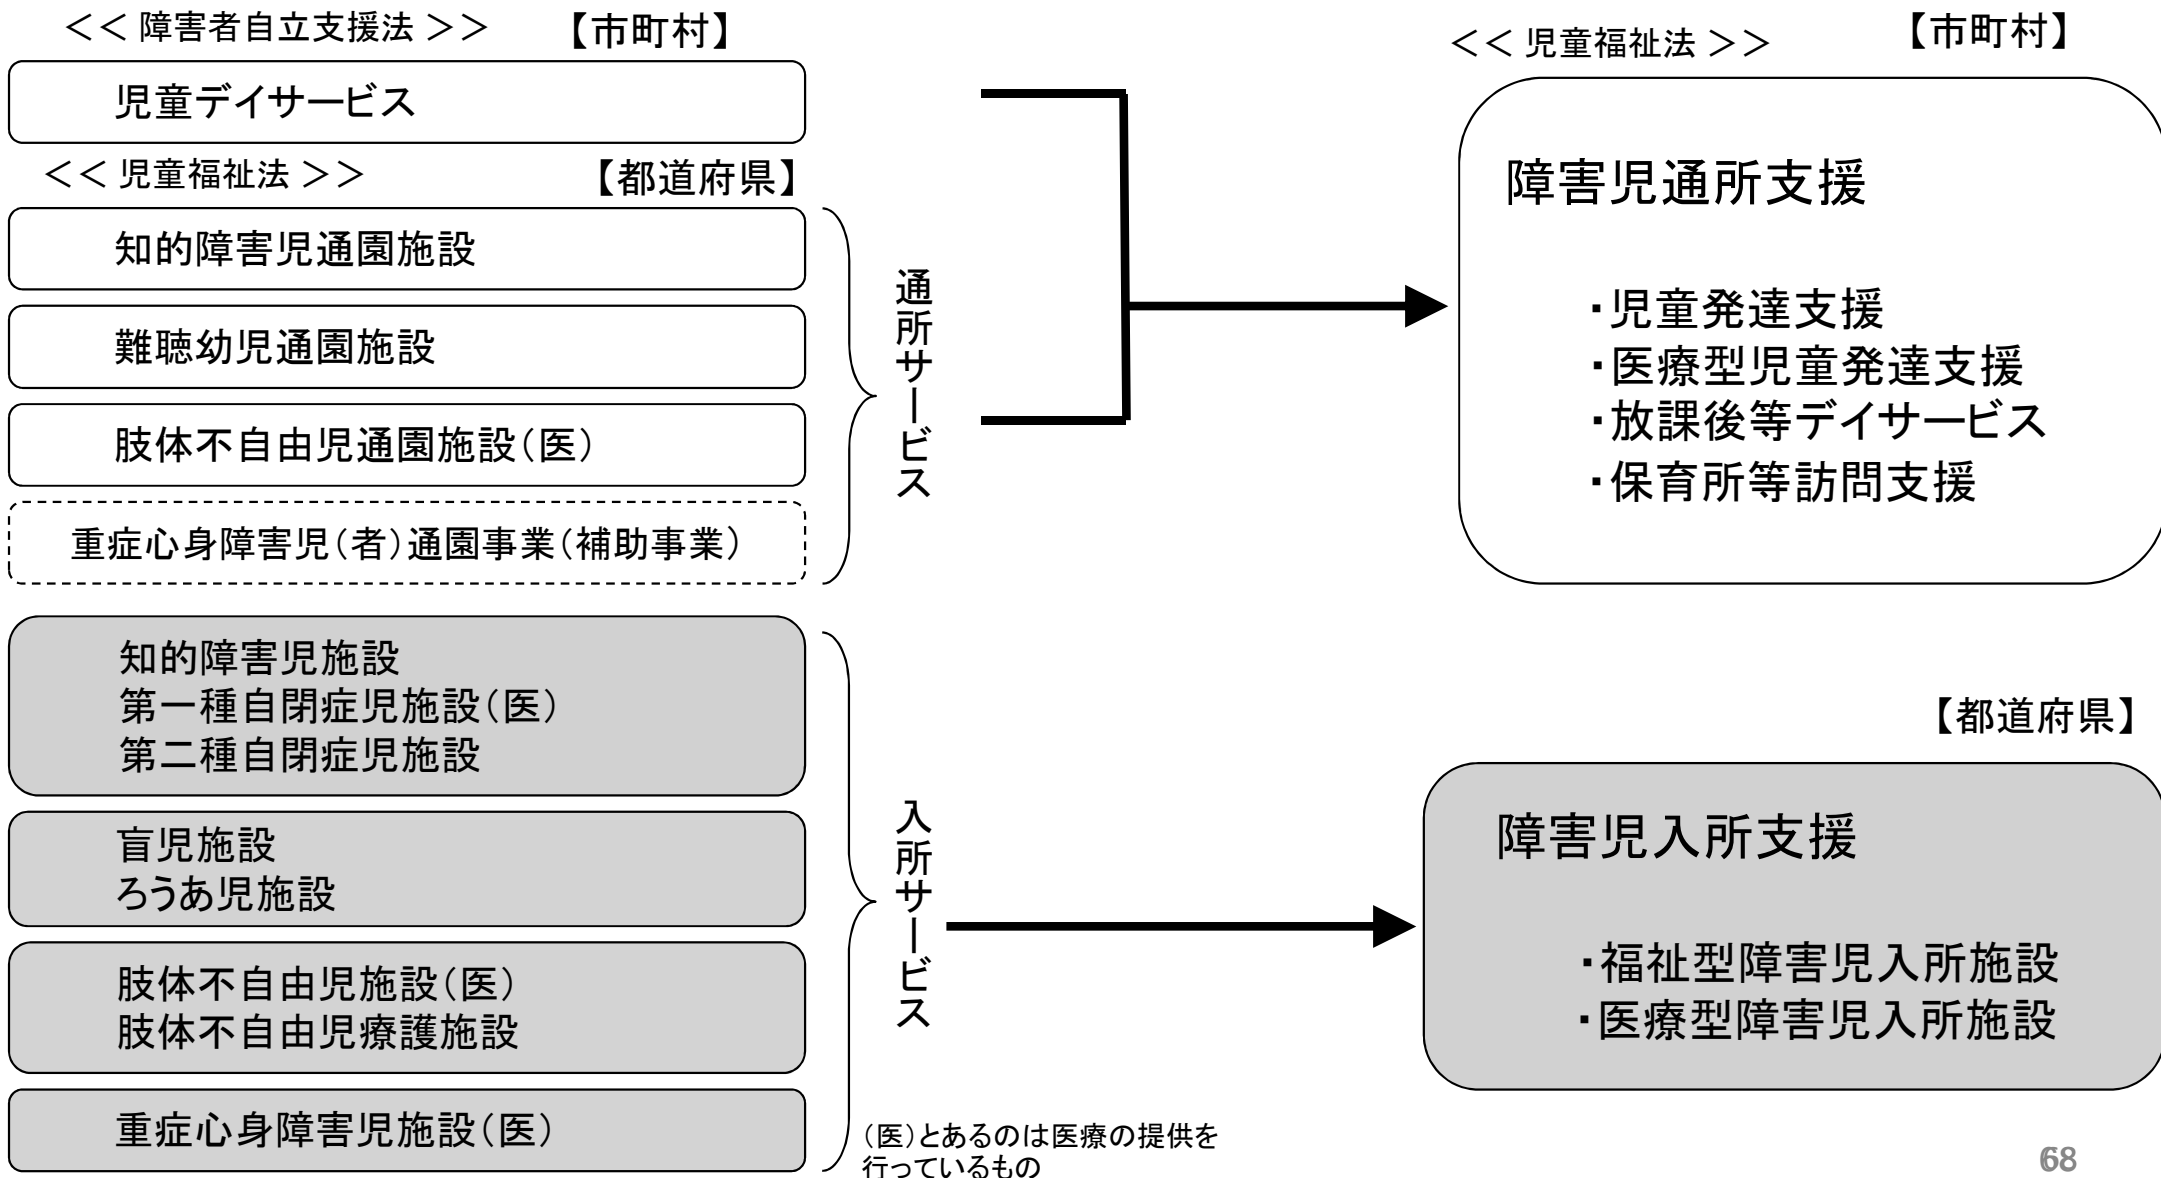 ＜＜ 障害者自立支援法 ＞＞ 【市町村】
児童デイサービス
＜＜ 児童福祉法 ＞＞ 【都道府県】
知的障害児通園施設
難聴幼児通園施設
肢体不自由児通園施設（医）
重症心身障害児（者）通園事業（補助事業）
通所サービス
知的障害児施設
第一種自閉症児施設（医）
第二種自閉症児施設
盲児施設
ろうあ児施設
肢体不自由児施設（医）
肢体不自由児療護施設
重症心身障害児施設（医）
入所サービス
（医）とあるのは医療の提供を
行っているもの
＜＜ 児童福祉法 ＞＞ 【市町村】
障害児通所支援
・児童発達支援
・医療型児童発達支援
・放課後等デイサービス
・保育所等訪問支援
【都道府県】
障害児入所支援
・福祉型障害児入所施設
・医療型障害児入所施設
68